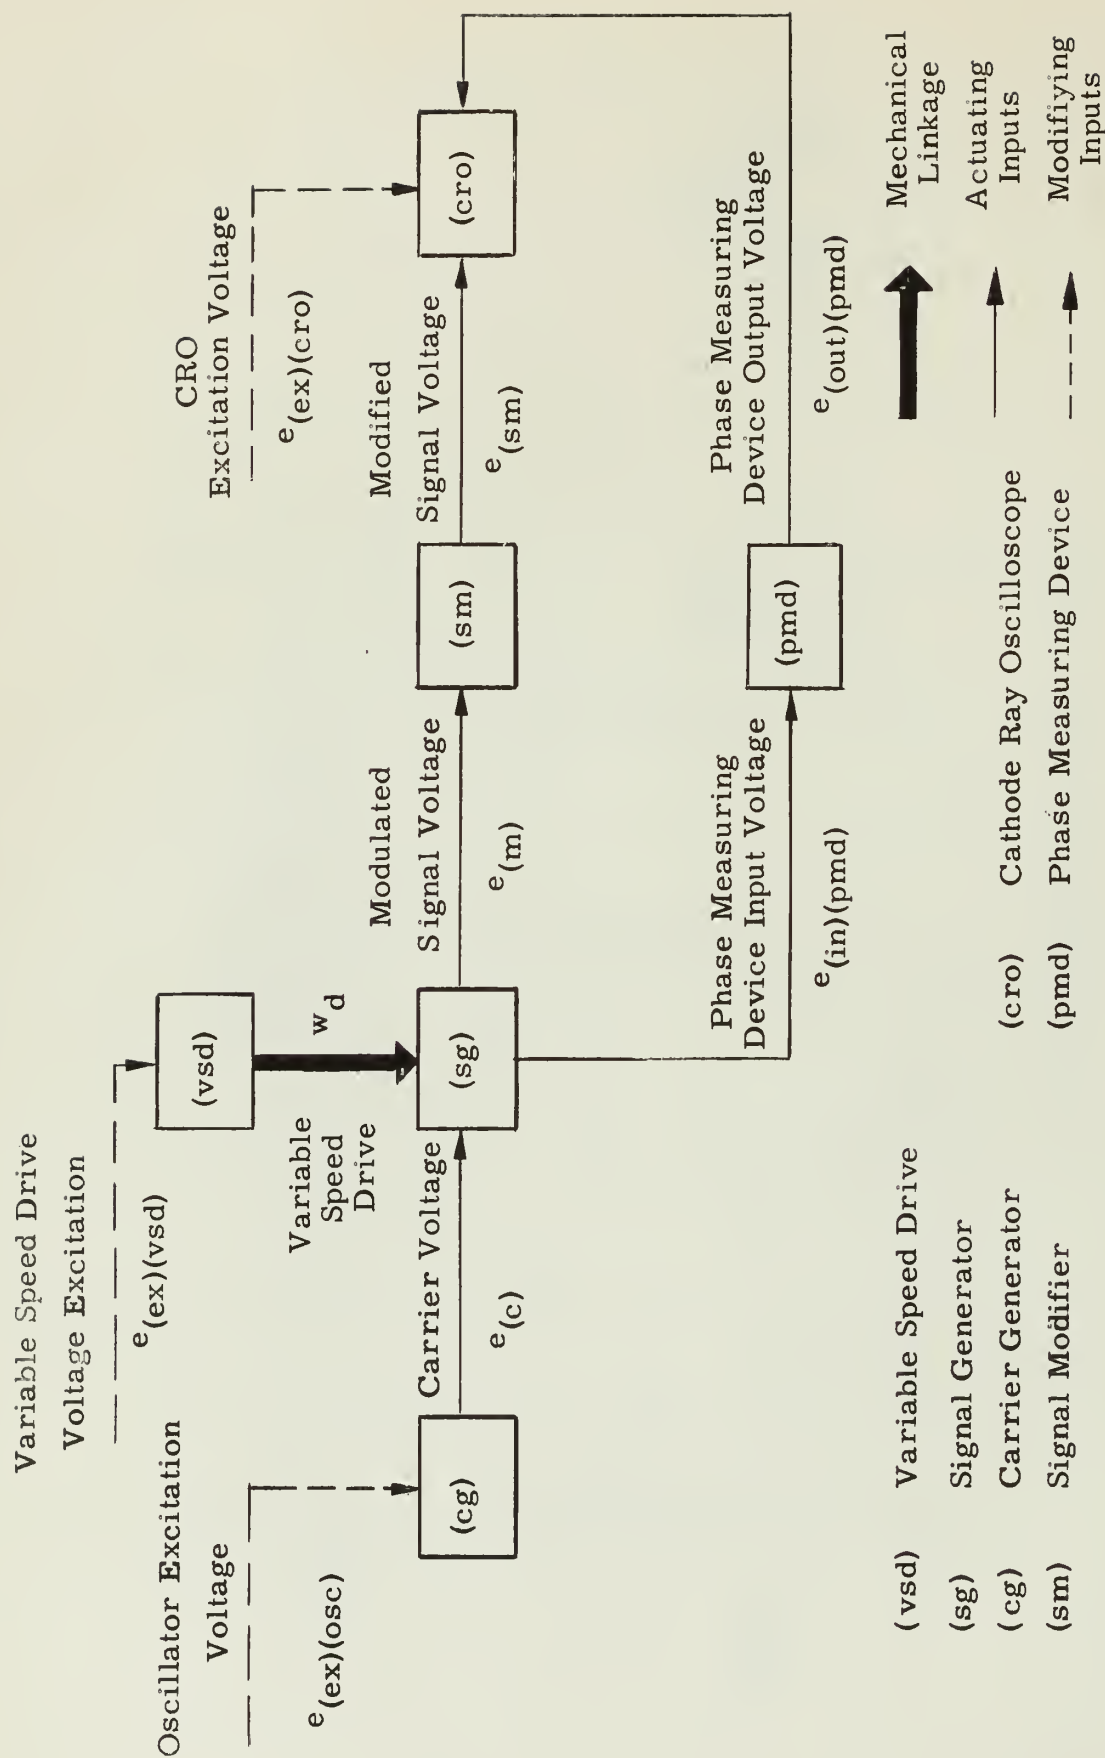 Variable Speed Drive
Voltage Excitation
e(ex)(vsd)
Oscillator Excitation
Voltage
e(ex)(osc)
(vsd)
Variable
Speed
Drive
w_d
CRO
Excitation Voltage
e(ex)(cro)
(cg)
Carrier Voltage
e(c)
(sg)
Modulated
Signal Voltage
e(m)
(sm)
Modified
Signal Voltage
e(sm)
(cro)
Phase Measuring
Device Input Voltage
e(in)(pmd)
(pmd)
Phase Measuring
Device Output Voltage
e(out)(pmd)
(vsd) Variable Speed Drive
(sg) Signal Generator
(cg) Carrier Generator
(sm) Signal Modifier
(cro) Cathode Ray Oscilloscope
(pmd) Phase Measuring Device
Mechanical
Linkage
Actuating
Inputs
Modifiying
Inputs